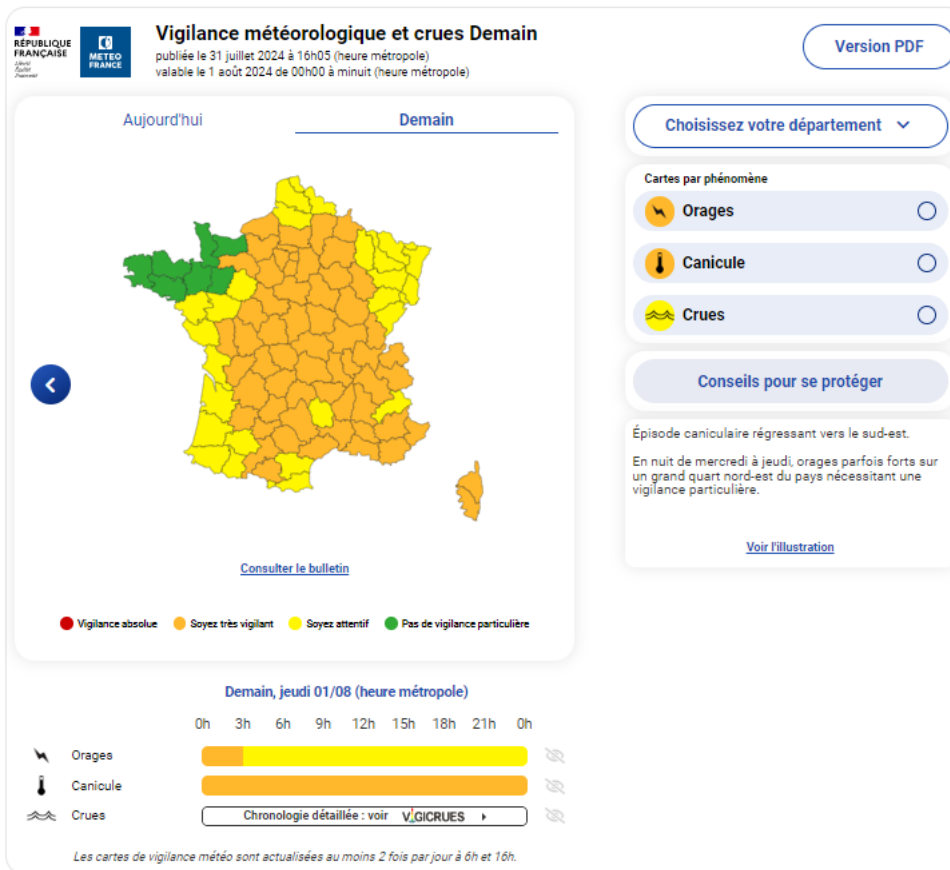 RÉPUBLIQUE
FRANÇAISE
Liberté
Égalité
Fraternité
METEO
FRANCE
Vigilance météorologique et crues Demain
publiée le 31 juillet 2024 à 16h05 (heure métropole)
valable le 1 août 2024 de 00h00 à minuit (heure métropole)
Version PDF
Aujourd'hui
Demain
Consulter le bulletin
Vigilance absolue
Soyez très vigilant
Soyez attentif
Pas de vigilance particulière
Choisissez votre département
Cartes par phénomène
Orages
Canicule
Crues
Conseils pour se protéger
Épisode caniculaire régressant vers le sud-est.
En nuit de mercredi à jeudi, orages parfois forts sur
un grand quart nord-est du pays nécessitant une
vigilance particulière.
Voir l'illustration
Demain, jeudi 01/08 (heure métropole)
0h 3h 6h 9h 12h 15h 18h 21h 0h
Orages
Canicule
Crues
Chronologie détaillée : voir VIGICRUES
Les cartes de vigilance météo sont actualisées au moins 2 fois par jour à 6h et 16h.